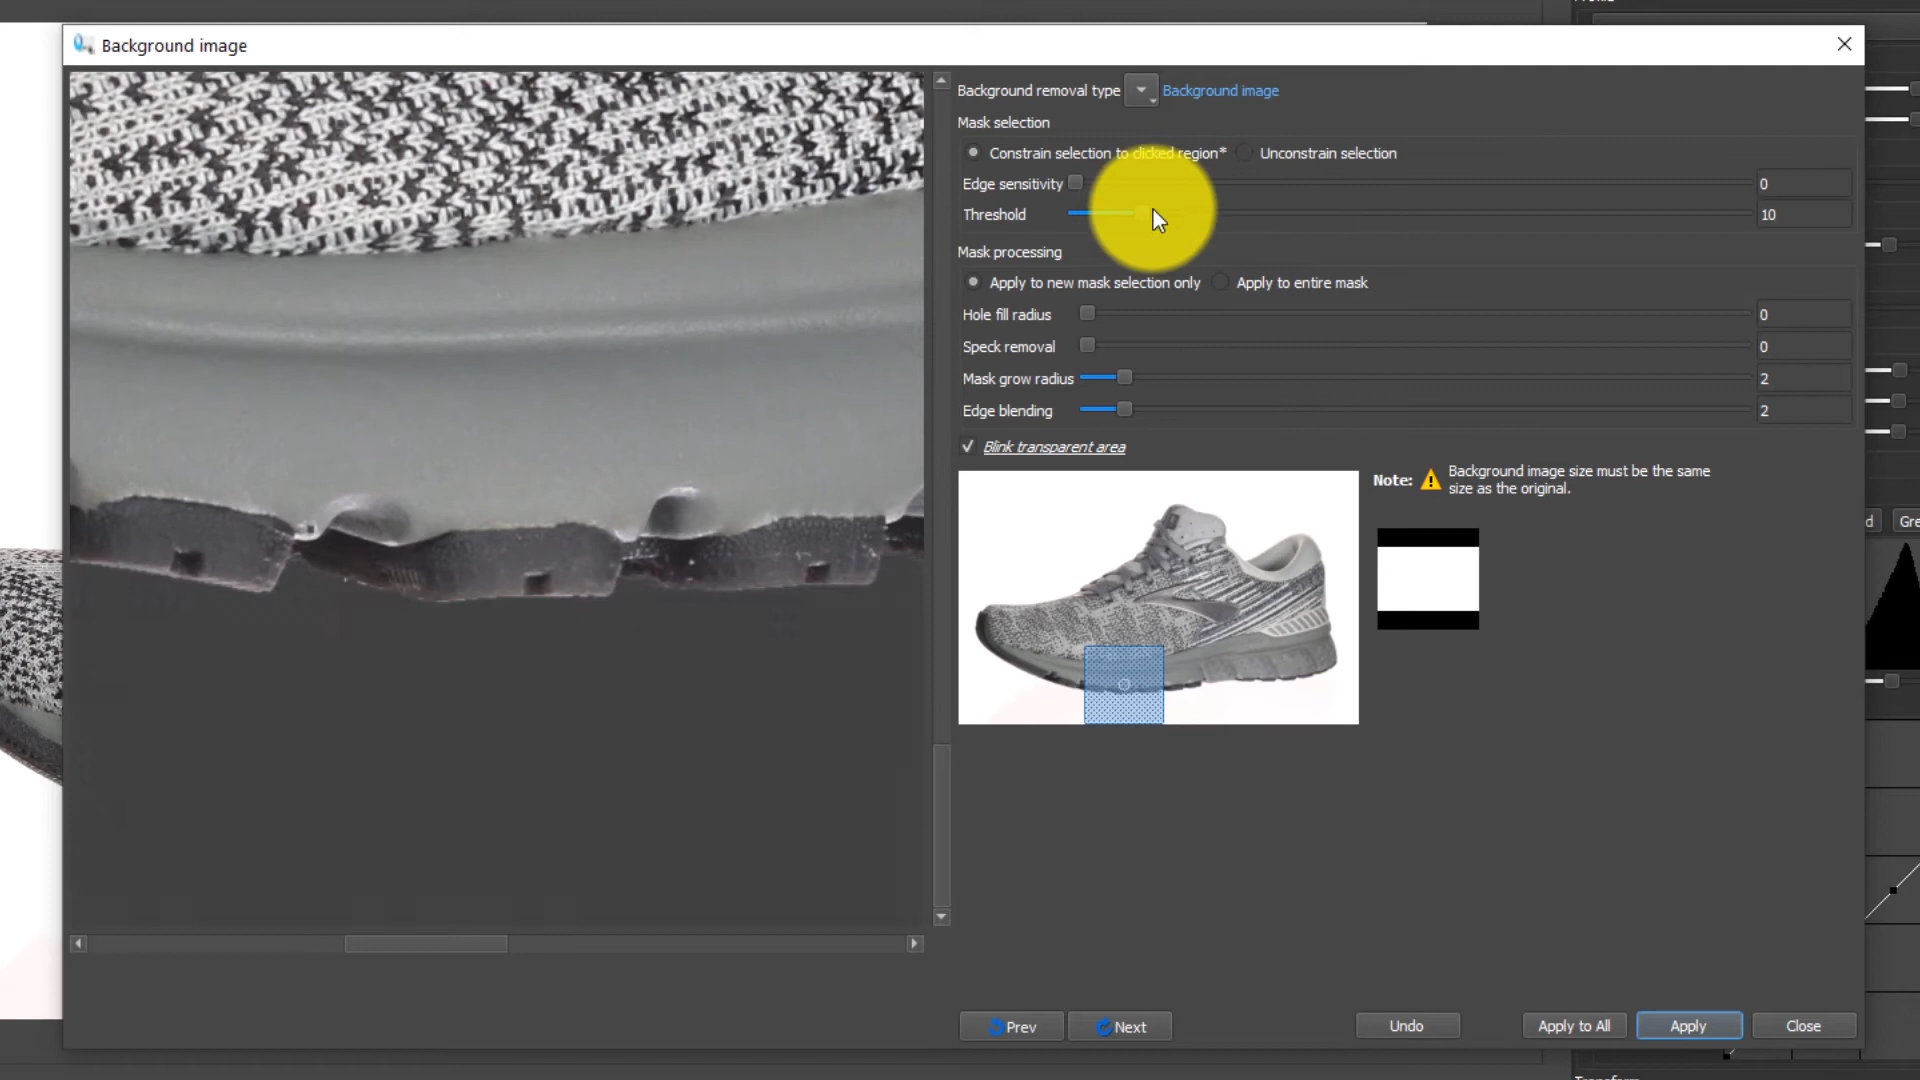 Background image
Background removal type Background image
Mask selection
Constrain selection to clicked region* Unconstrain selection
Edge sensitivity 0
Threshold 10
Mask processing
Apply to new mask selection only Apply to entire mask
Hole fill radius 0
Speck removal 0
Mask grow radius 2
Edge blending 2
Blink transparent area
Note: Background image size must be the same
size as the original.
d Gre
Prev Next Undo Apply to All Apply Close